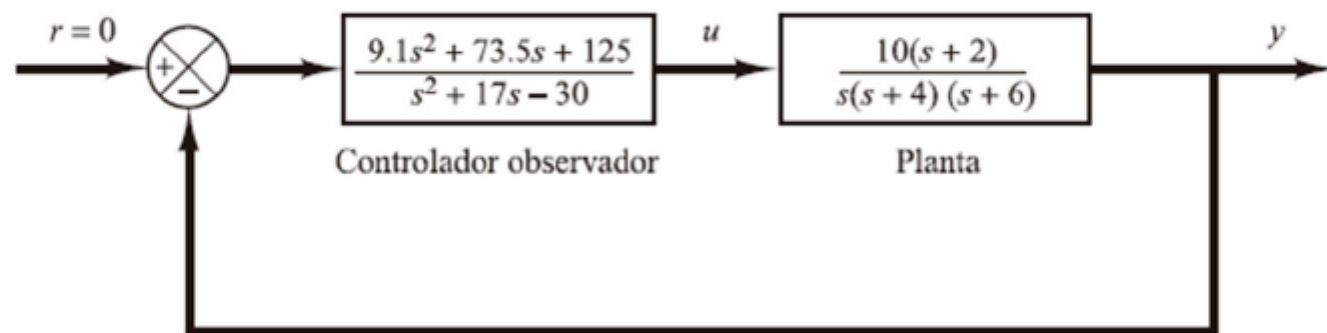 r = 0
+
−
9.1s² + 73.5s + 125
s² + 17s − 30
Controlador observador
u
10(s + 2)
s(s + 4) (s + 6)
Planta
y